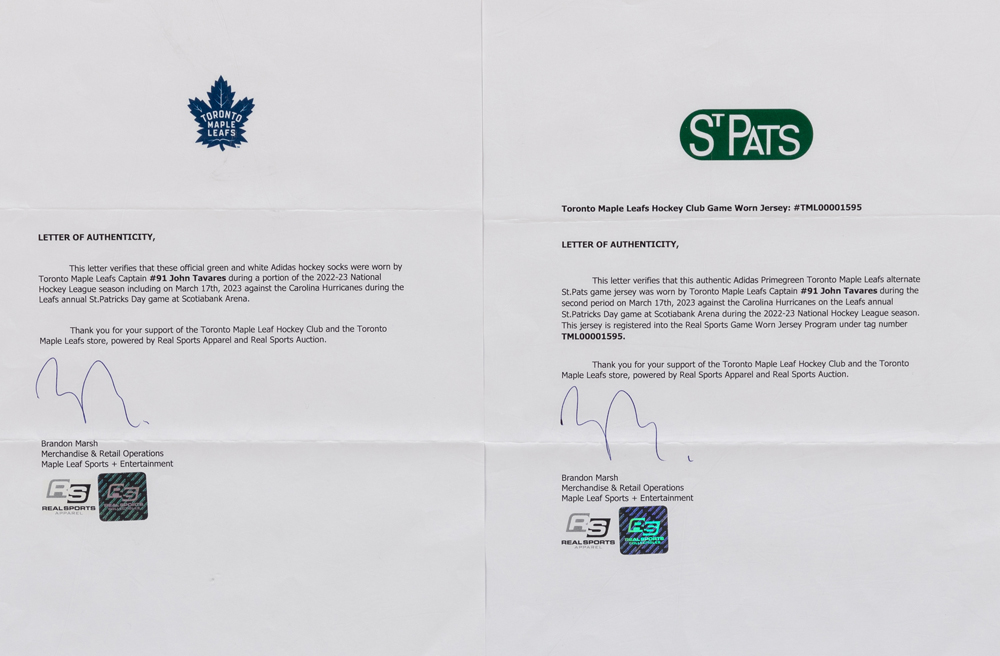 TORONTO
MAPLE
LEAFS
LETTER OF AUTHENTICITY,
This letter verifies that these official green and white Adidas hockey socks were worn by
Toronto Maple Leafs Captain #91 John Tavares during a portion of the 2022-23 National
Hockey League season including on March 17th, 2023 against the Carolina Hurricanes during the
Leafs annual St.Patricks Day game at Scotiabank Arena.
Thank you for your support of the Toronto Maple Leaf Hockey Club and the Toronto
Maple Leafs store, powered by Real Sports Apparel and Real Sports Auction.
Brandon Marsh
Merchandise & Retail Operations
Maple Leaf Sports + Entertainment
RS
REALSPORTS
APPAREL
RS
REAL SPORTS
ST PATS
Toronto Maple Leafs Hockey Club Game Worn Jersey: #TML00001595
LETTER OF AUTHENTICITY,
This letter verifies that this authentic Adidas Primegreen Toronto Maple Leafs alternate
St.Pats game jersey was worn by Toronto Maple Leafs Captain #91 John Tavares during the
second period on March 17th, 2023 against the Carolina Hurricanes on the Leafs annual
St.Patricks Day game at Scotiabank Arena during the 2022-23 National Hockey League season.
This jersey is registered into the Real Sports Game Worn Jersey Program under tag number
TML00001595.
Thank you for your support of the Toronto Maple Leaf Hockey Club and the Toronto
Maple Leafs store, powered by Real Sports Apparel and Real Sports Auction.
Brandon Marsh
Merchandise & Retail Operations
Maple Leaf Sports + Entertainment
RS
REALSPORTS
APPAREL
RS
REAL SPORTS
COLLECTIBLES